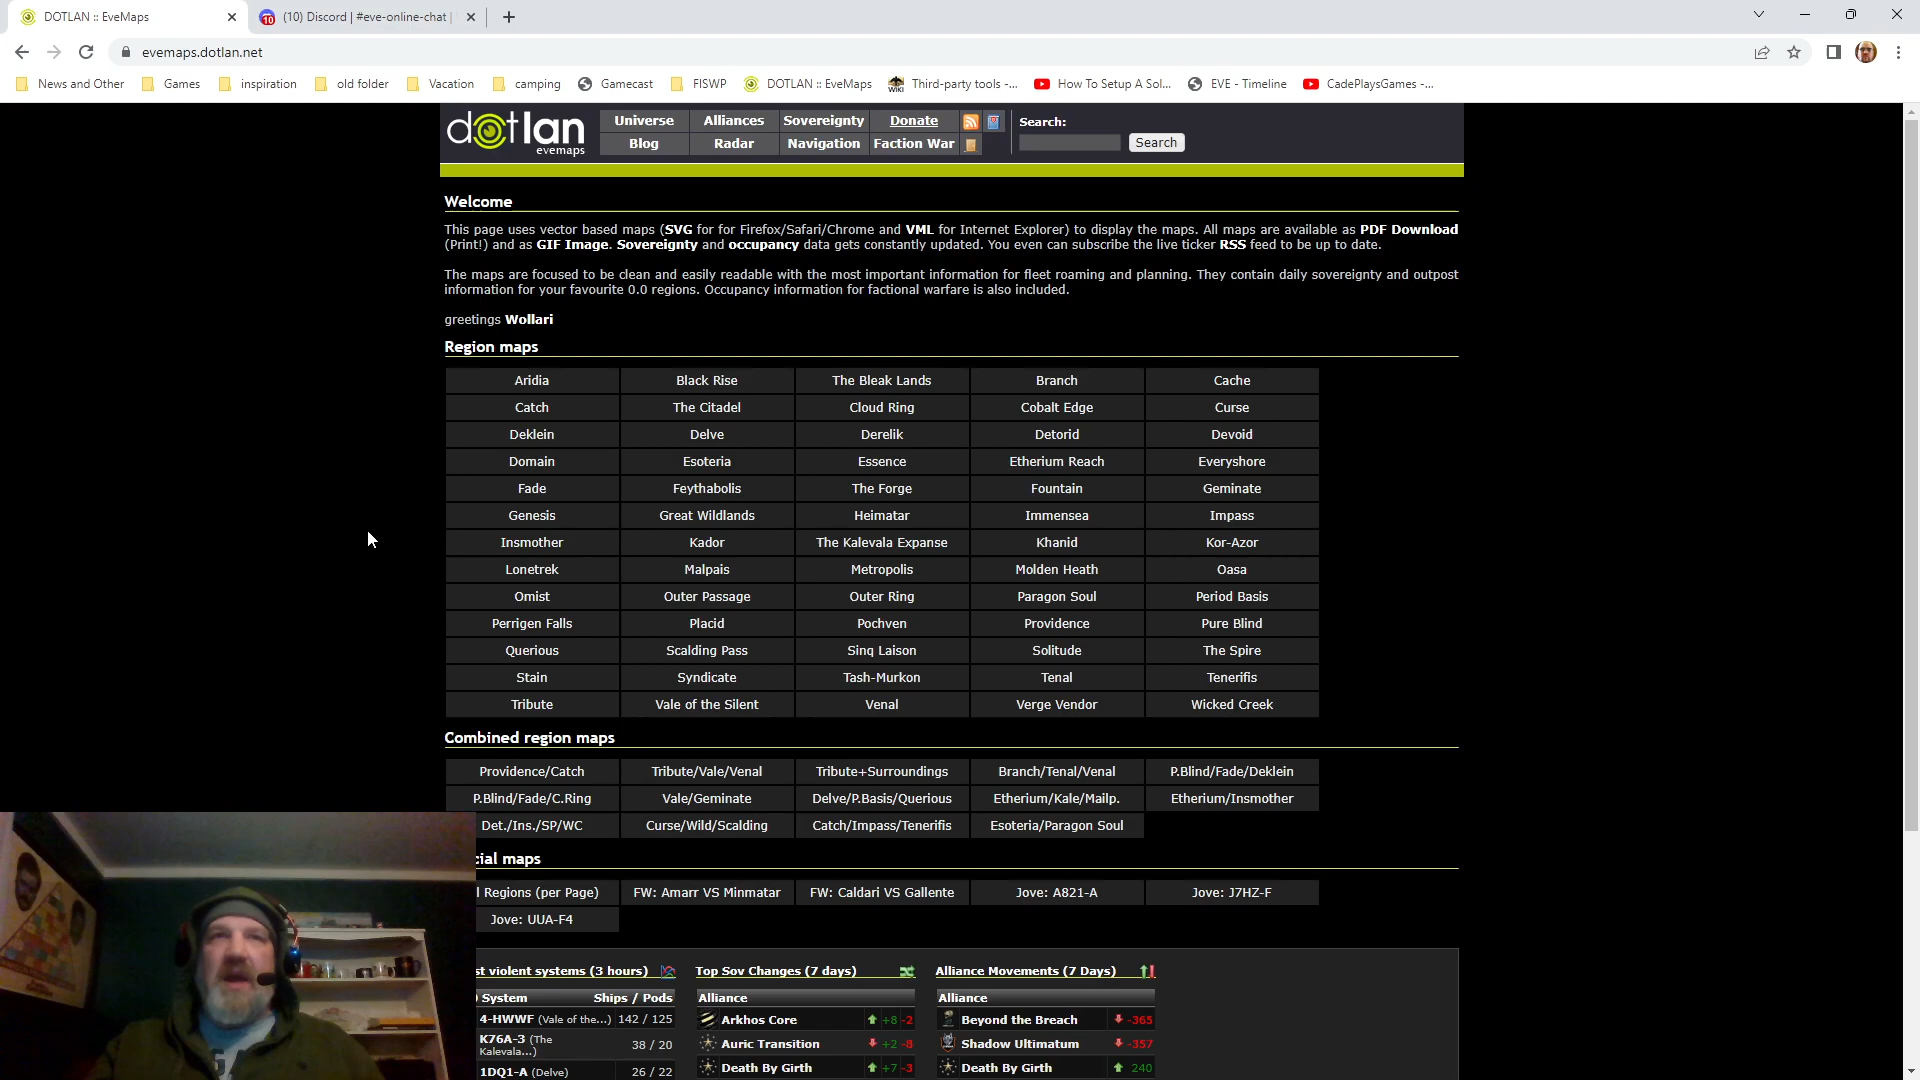 DOTLAN :: EveMaps
(10) Discord | #eve-online-chat |
evemaps.dotlan.net
News and Other Games inspiration old folder Vacation camping Gamecast FISWP DOTLAN :: EveMaps Third-party tools -... How To Setup A Sol... EVE - Timeline CadePlaysGames -...
dotlan
evemaps
Universe Alliances Sovereignty Donate
Blog Radar Navigation Faction War
Search:
Search
Welcome
This page uses vector based maps (SVG for for Firefox/Safari/Chrome and VML for Internet Explorer) to display the maps. All maps are available as PDF Download
(Print!) and as GIF Image. Sovereignty and occupancy data gets constantly updated. You even can subscribe the live ticker RSS feed to be up to date.
The maps are focused to be clean and easily readable with the most important information for fleet roaming and planning. They contain daily sovereignty and outpost
information for your favourite 0.0 regions. Occupancy information for factional warfare is also included.
greetings Wollari
Region maps
Aridia Black Rise The Bleak Lands Branch Cache
Catch The Citadel Cloud Ring Cobalt Edge Curse
Deklein Delve Derelik Detorid Devoid
Domain Esoteria Essence Etherium Reach Everyshore
Fade Feythabolis The Forge Fountain Geminate
Genesis Great Wildlands Heimatar Immensea Impass
Insmother Kador The Kalevala Expanse Khanid Kor-Azor
Lonetrek Malpais Metropolis Molden Heath Oasa
Omist Outer Passage Outer Ring Paragon Soul Period Basis
Perrigen Falls Placid Pochven Providence Pure Blind
Querious Scalding Pass Sinq Laison Solitude The Spire
Stain Syndicate Tash-Murkon Tenal Tenerifis
Tribute Vale of the Silent Venal Verge Vendor Wicked Creek
Combined region maps
Providence/Catch Tribute/Vale/Venal Tribute+Surroundings Branch/Tenal/Venal P.Blind/Fade/Deklein
P.Blind/Fade/C.Ring Vale/Geminate Delve/P.Basis/Querious Etherium/Kale/Mailp. Etherium/Insmother
Det./Ins./SP/WC Curse/Wild/Scalding Catch/Impass/Tenerifis Esoteria/Paragon Soul
cial maps
l Regions (per Page) FW: Amarr VS Minmatar FW: Caldari VS Gallente Jove: A821-A Jove: J7HZ-F
Jove: UUA-F4
st violent systems (3 hours)
System Ships / Pods
4-HWWF (Vale of the...) 142 / 125
K76A-3 (The
Kalevala...) 38 / 20
1DQ1-A (Delve) 26 / 22
Top Sov Changes (7 days)
Alliance
Arkhos Core +8 -2
Auric Transition +2 -8
Death By Girth +7 -3
Alliance Movements (7 Days)
Alliance
Beyond the Breach -365
Shadow Ultimatum -357
Death By Girth 240